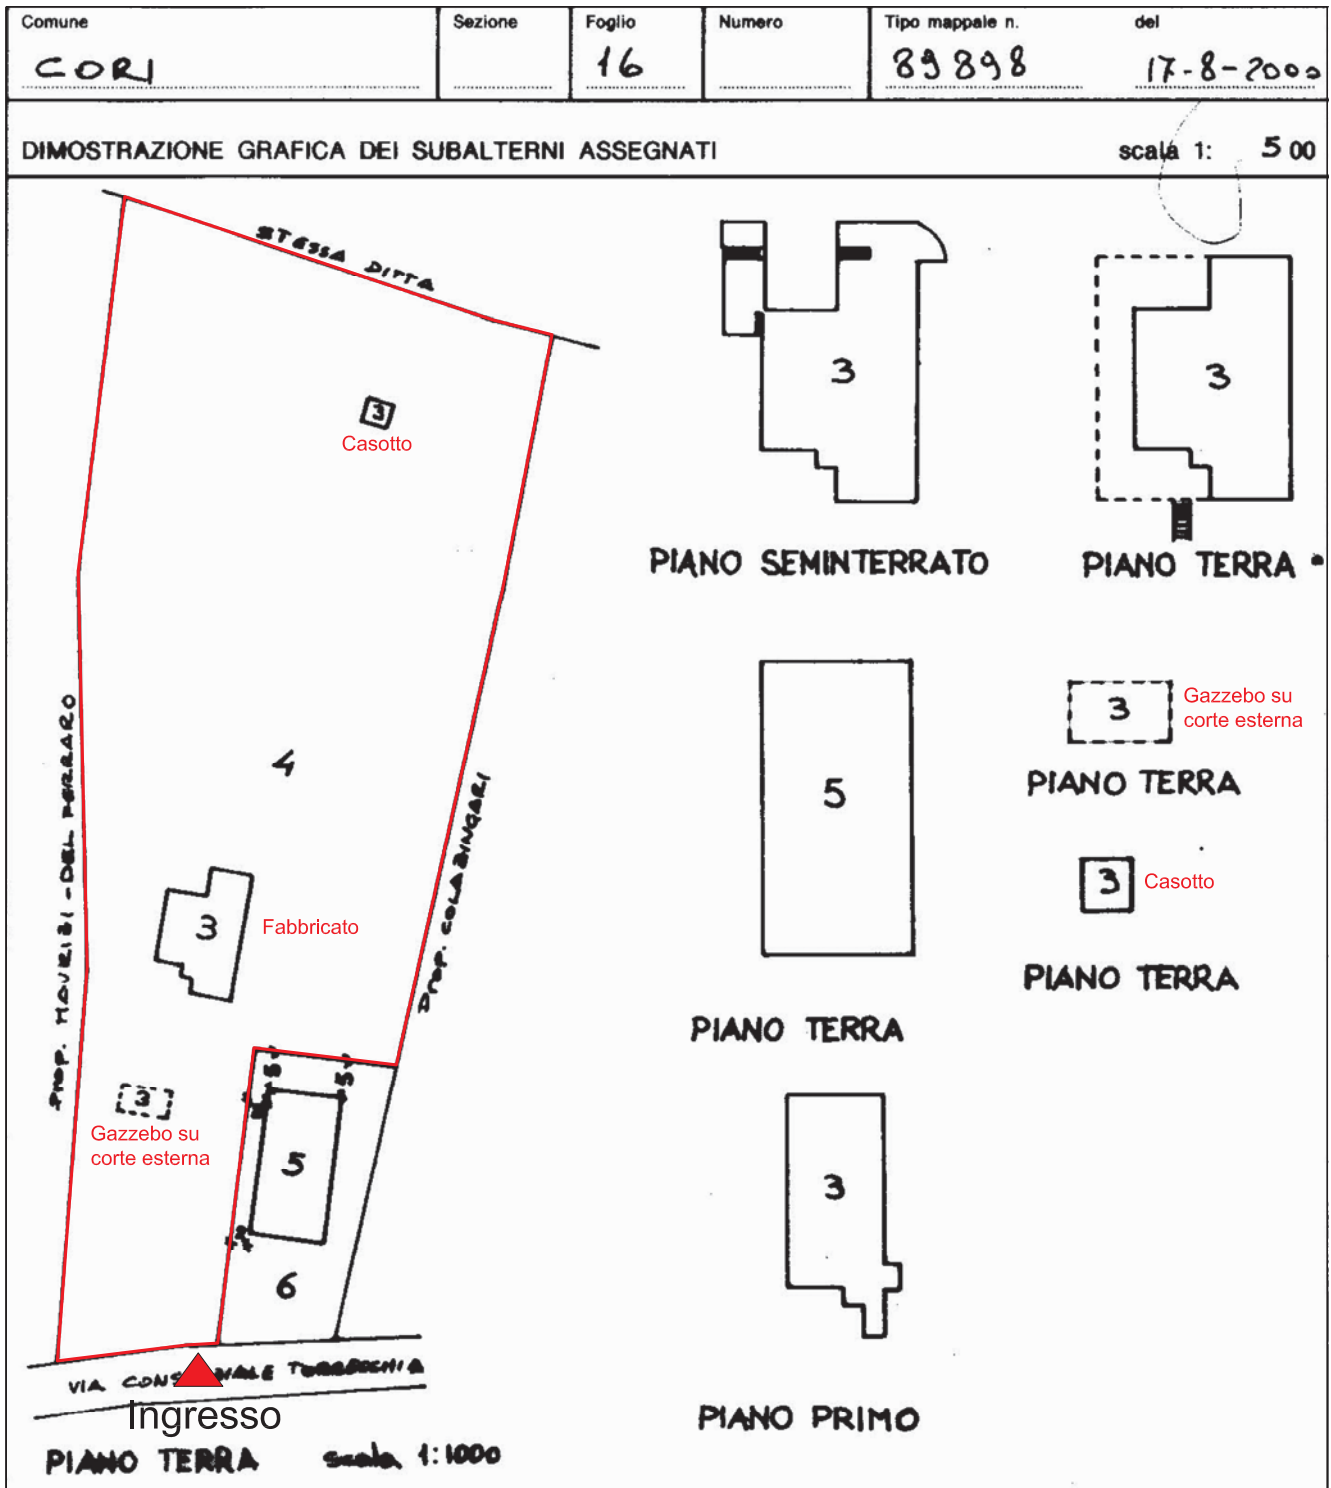 Comune
Sezione
Foglio
Numero
Tipo mappale n.
del
CORI
16
89898
17-8-2000
DIMOSTRAZIONE GRAFICA DEI SUBALTERNI ASSEGNATI
scala 1: 500
STESSA DITTA
3
Casotto
4
PROP. COLABINGARI
3
Fabbricato
3
Gazzebo su
corte esterna
5
5
5
6
Ingresso
PIANO TERRA scala 1:1000
3
PIANO SEMINTERRATO
3
PIANO TERRA
5
PIANO TERRA
3
Gazzebo su
corte esterna
PIANO TERRA
3
Casotto
PIANO TERRA
3
PIANO PRIMO
PROP.
VIA